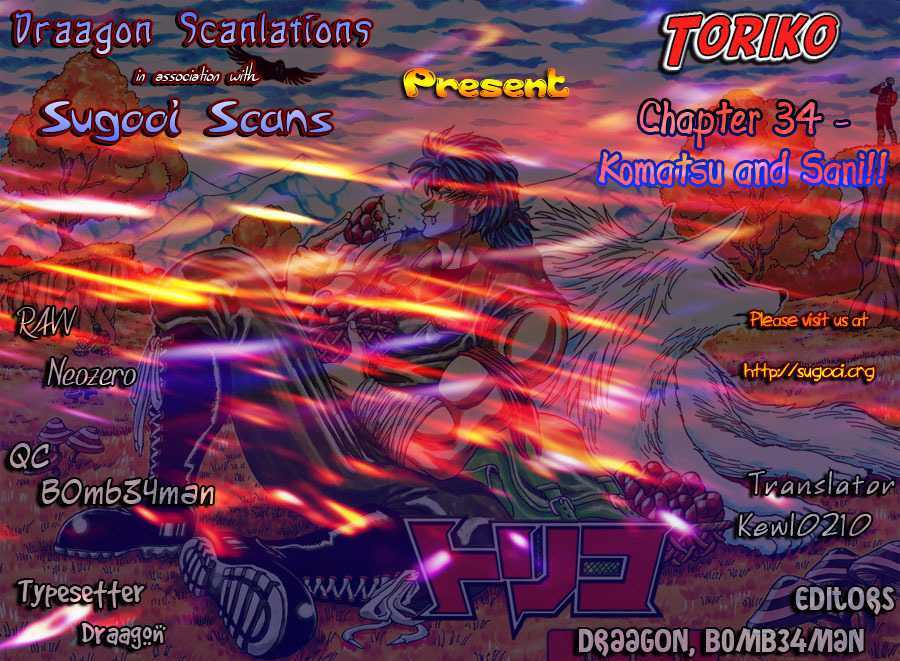 Draagon Scanlations
in association with
Sugooi Scans
Present
TORIKO
Chapter 34 -
Komatsu and Sani!!
RAW
Neozero
Please visit us at
http://sugooi.org
QC
B0mb34man
Translator
Kewl0210
Typesetter
Draagon
トリコ
EDITORS
DRAAGON, B0MB34MAN